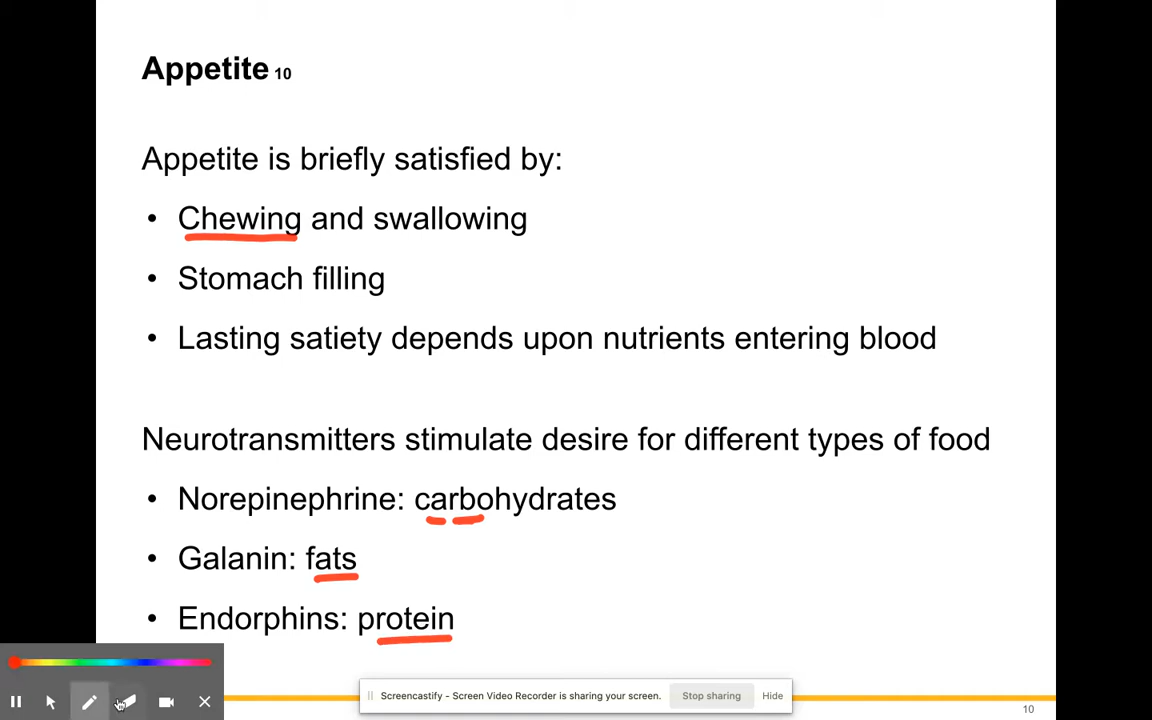 Appetite 10
Appetite is briefly satisfied by:
• Chewing and swallowing
• Stomach filling
• Lasting satiety depends upon nutrients entering blood
Neurotransmitters stimulate desire for different types of food
• Norepinephrine: carbohydrates
• Galanin: fats
• Endorphins: protein
Screencastify - Screen Video Recorder is sharing your screen. Stop sharing Hide
10